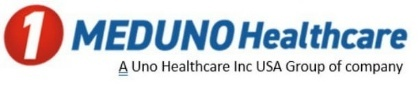 1 MEDUNO Healthcare
A Uno Healthcare Inc USA Group of company